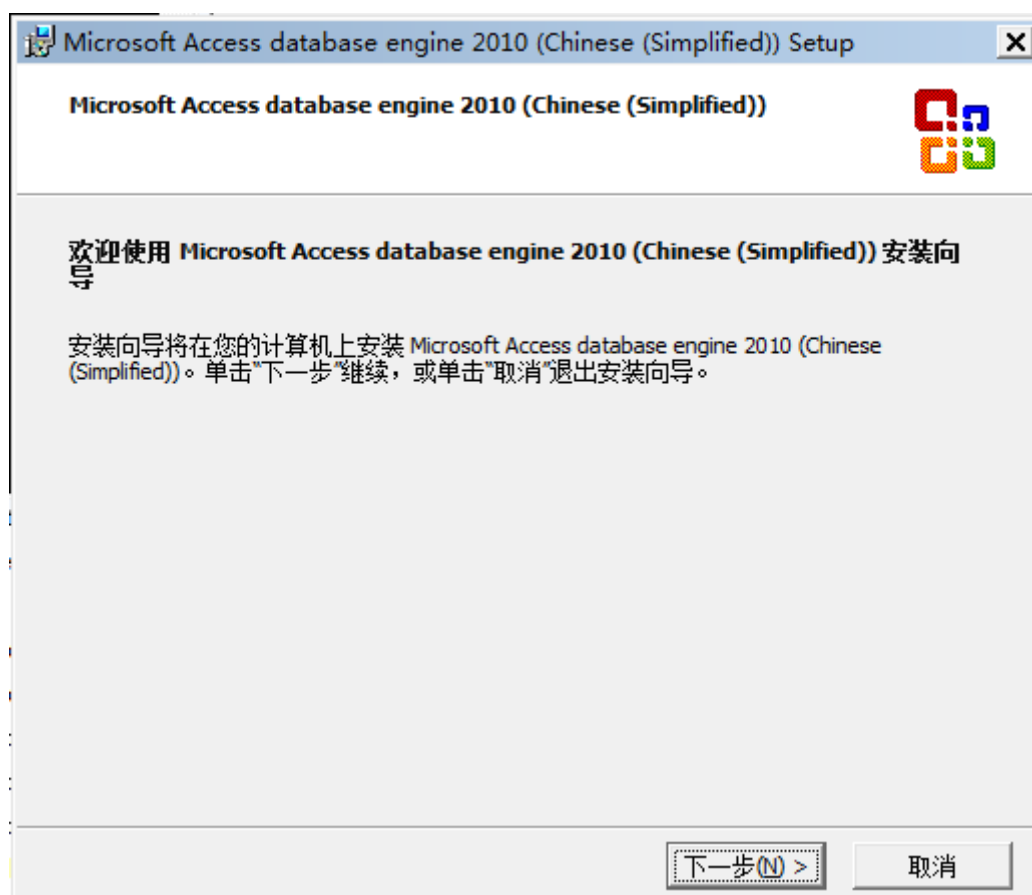 Microsoft Access database engine 2010 (Chinese (Simplified)) Setup
Microsoft Access database engine 2010 (Chinese (Simplified))
欢迎使用 Microsoft Access database engine 2010 (Chinese (Simplified)) 安装向
导
安装向导将在您的计算机上安装 Microsoft Access database engine 2010 (Chinese
(Simplified))。单击"下一步"继续，或单击"取消"退出安装向导。
下一步(N) >
取消